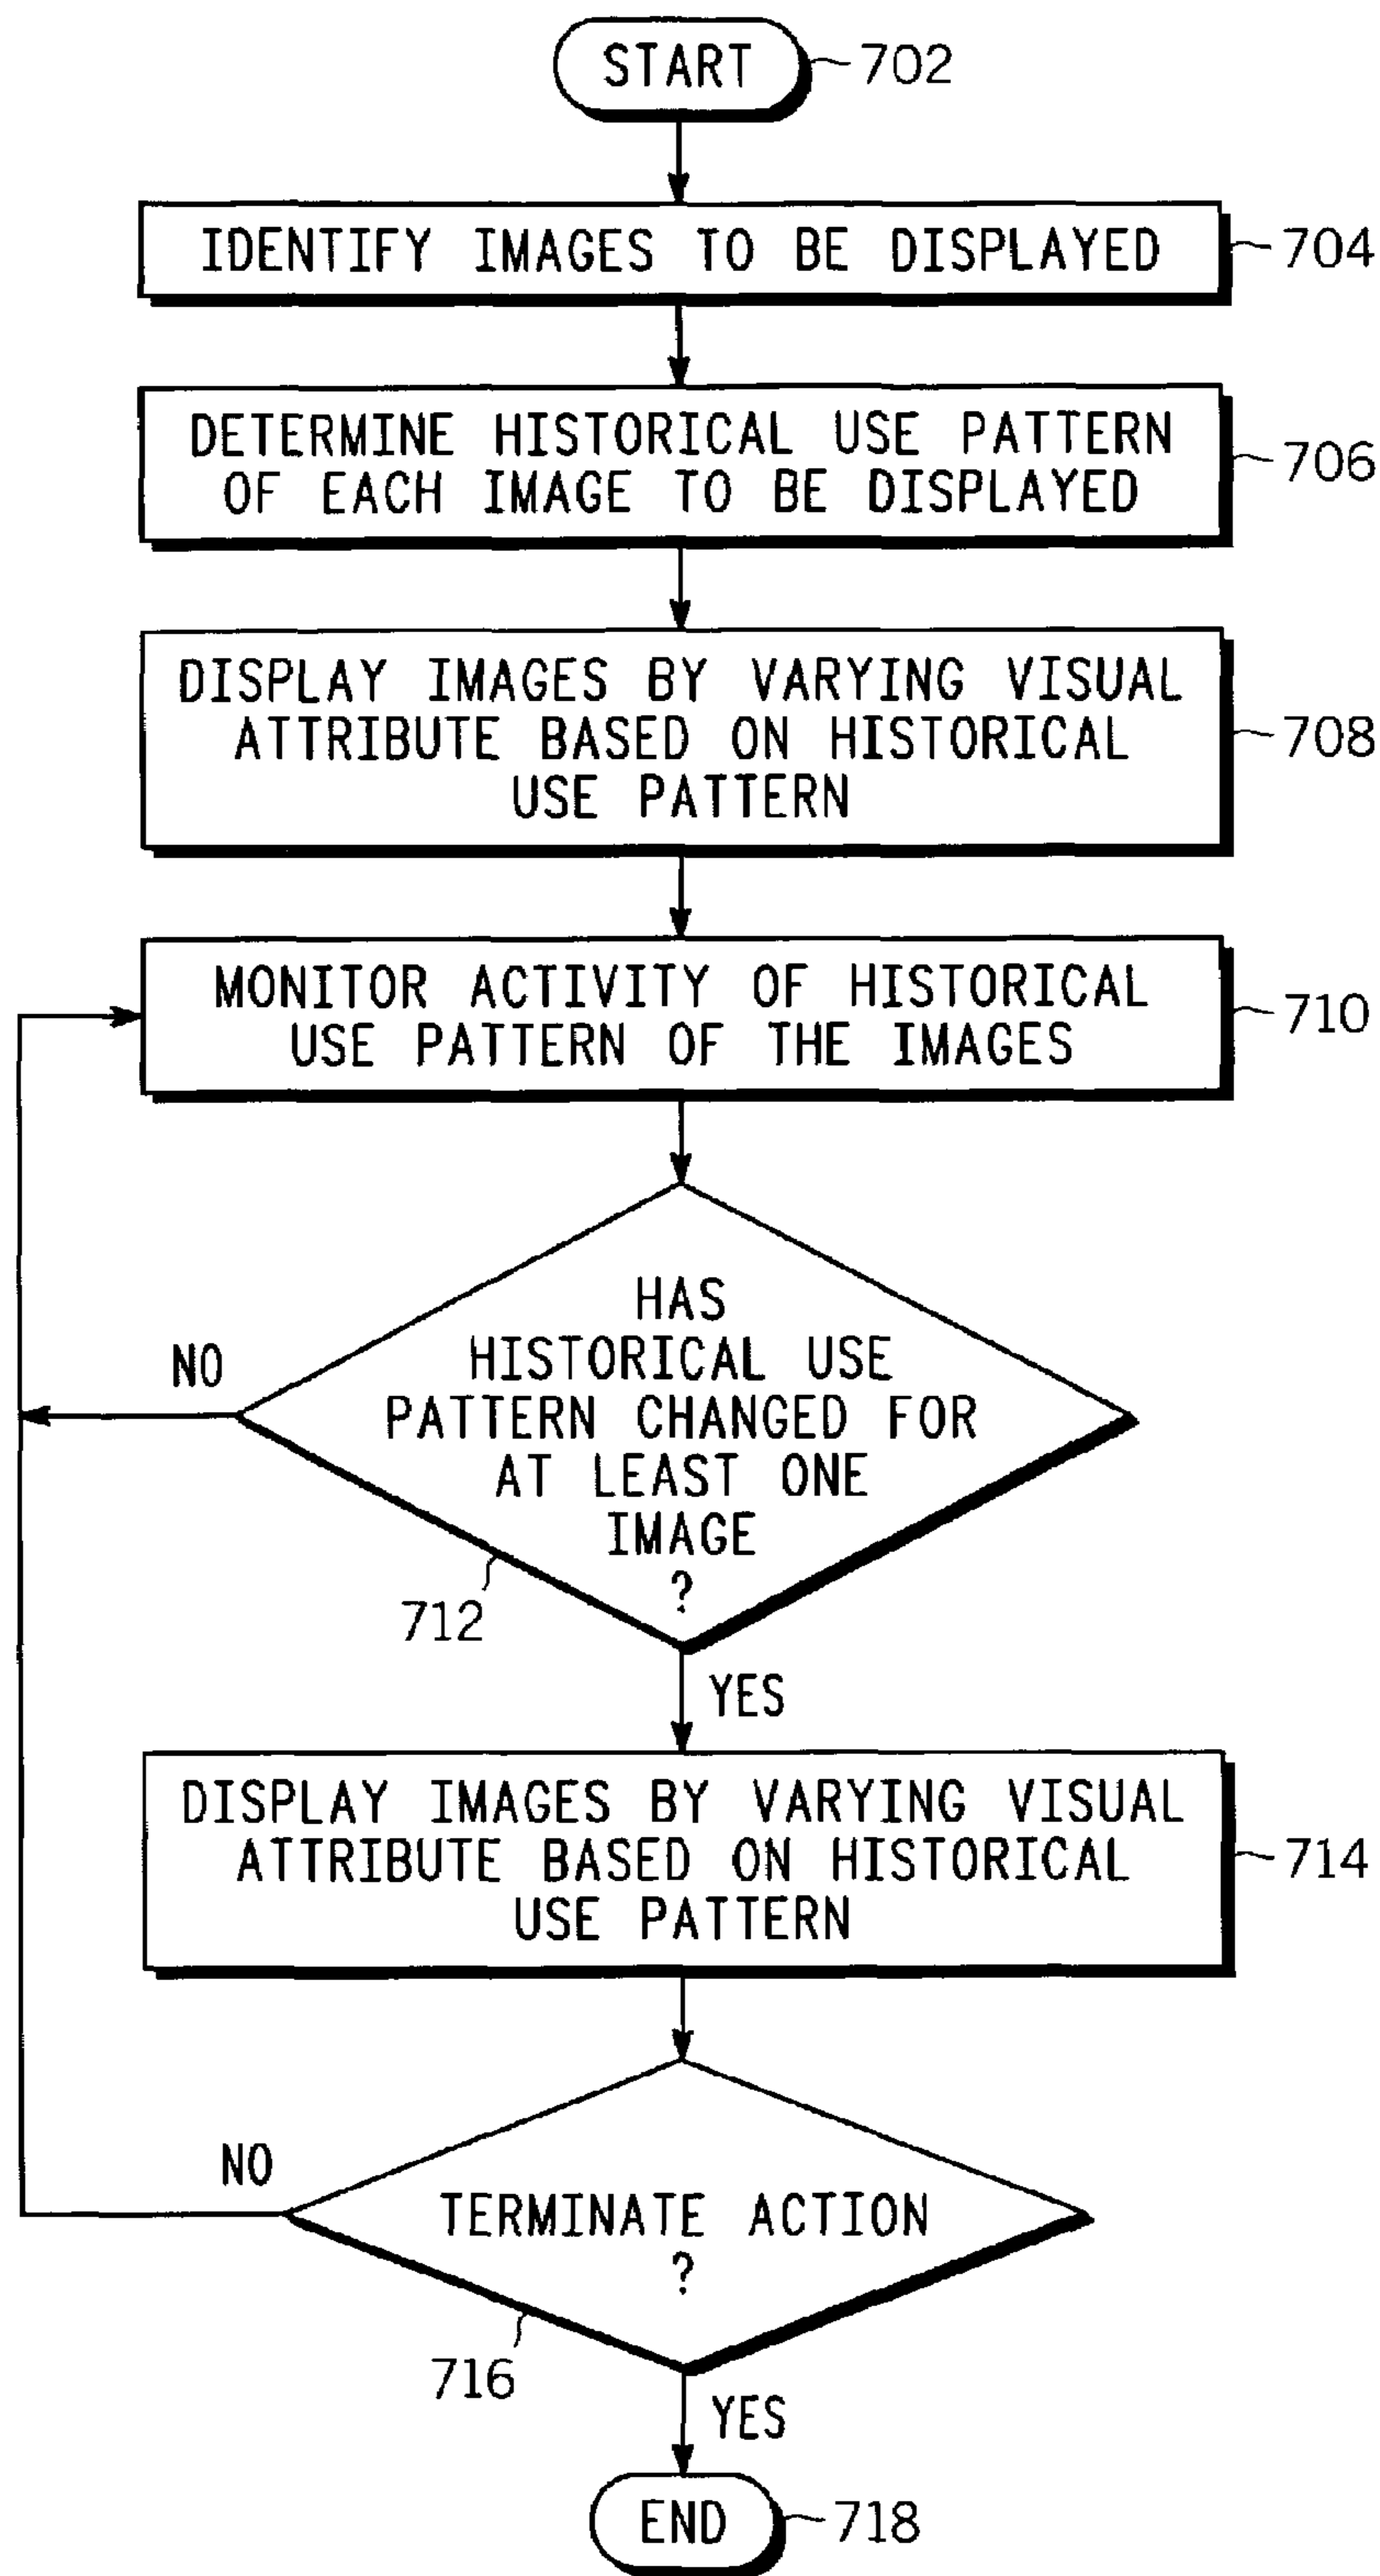 START
702
IDENTIFY IMAGES TO BE DISPLAYED
704
DETERMINE HISTORICAL USE PATTERN
OF EACH IMAGE TO BE DISPLAYED
706
DISPLAY IMAGES BY VARYING VISUAL
ATTRIBUTE BASED ON HISTORICAL
USE PATTERN
708
MONITOR ACTIVITY OF HISTORICAL
USE PATTERN OF THE IMAGES
710
HAS
HISTORICAL USE
PATTERN CHANGED FOR
AT LEAST ONE
IMAGE
?
NO
712
YES
DISPLAY IMAGES BY VARYING VISUAL
ATTRIBUTE BASED ON HISTORICAL
USE PATTERN
714
NO
TERMINATE ACTION
?
716
YES
END
718